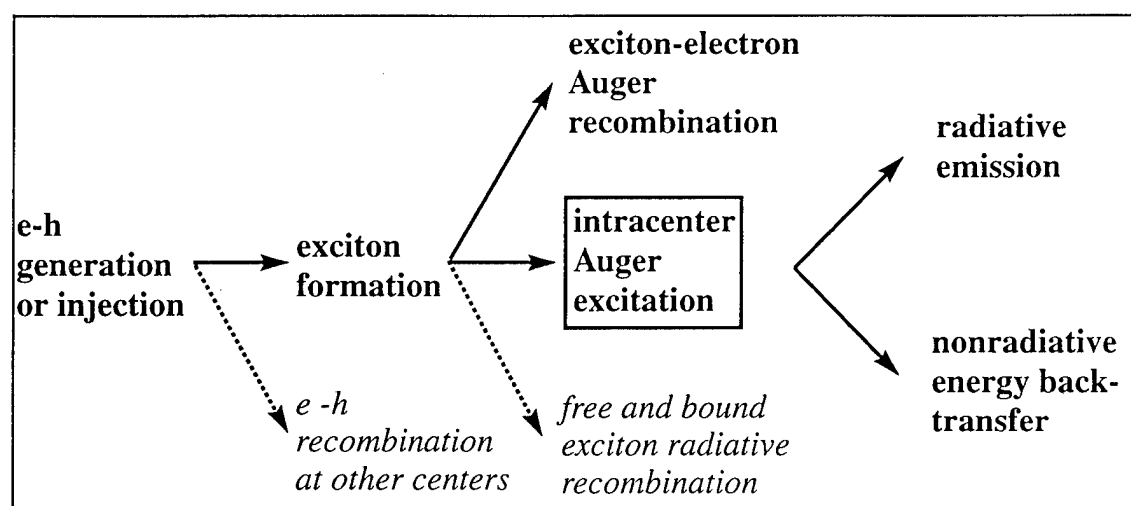 e-h
generation
or injection
exciton
formation
e -h
recombination
at other centers
exciton-electron
Auger
recombination
intracenter
Auger
excitation
free and bound
exciton radiative
recombination
radiative
emission
nonradiative
energy back-
transfer